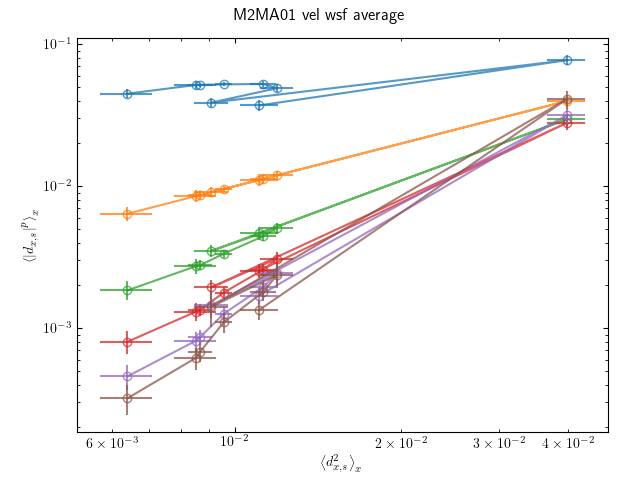 M2MA01 vel wsf average
10⁻¹
10⁻²
10⁻³
⟨|d_{x,s}|^p⟩_x
6 × 10⁻³
10⁻²
2 × 10⁻²
3 × 10⁻²
4 × 10⁻²
⟨d²_{x,s}⟩_x